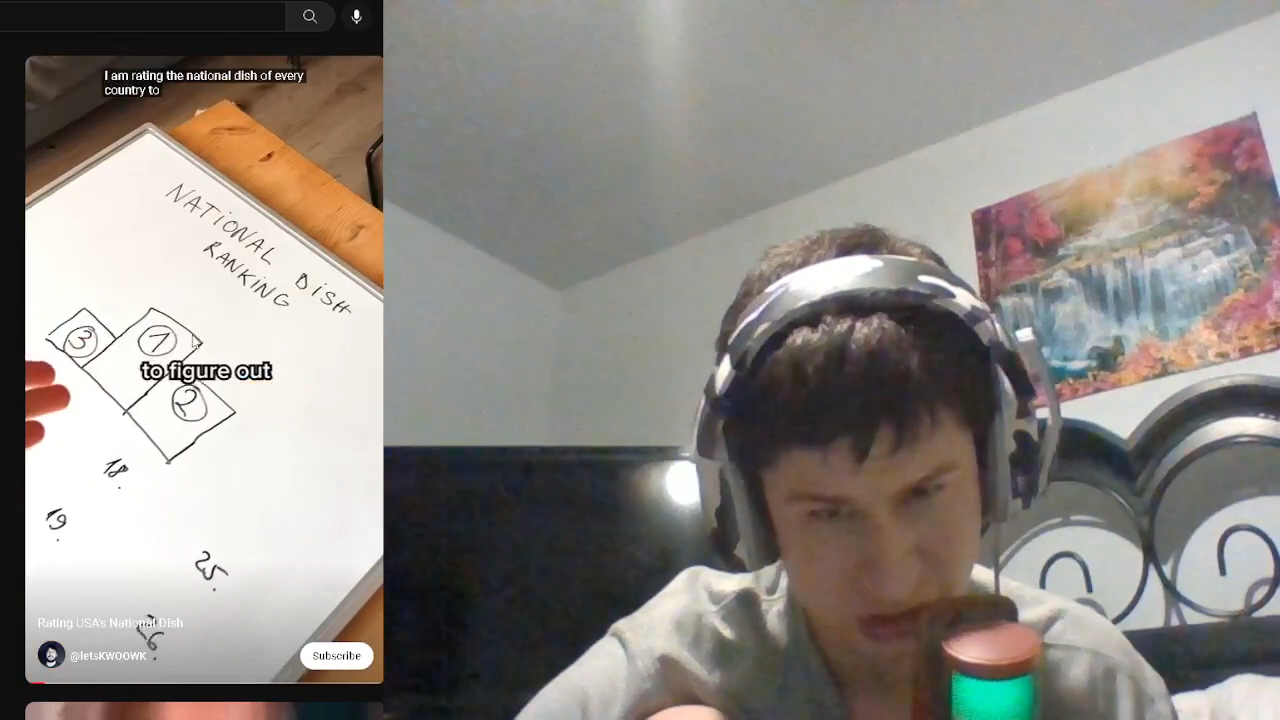 I am rating the national dish of every
country to
NATIONAL DISH
RANKING
3
1
to figure out
2
18.
19.
25.
26.
Rating USA's National Dish
@letsKWOOWK
Subscribe